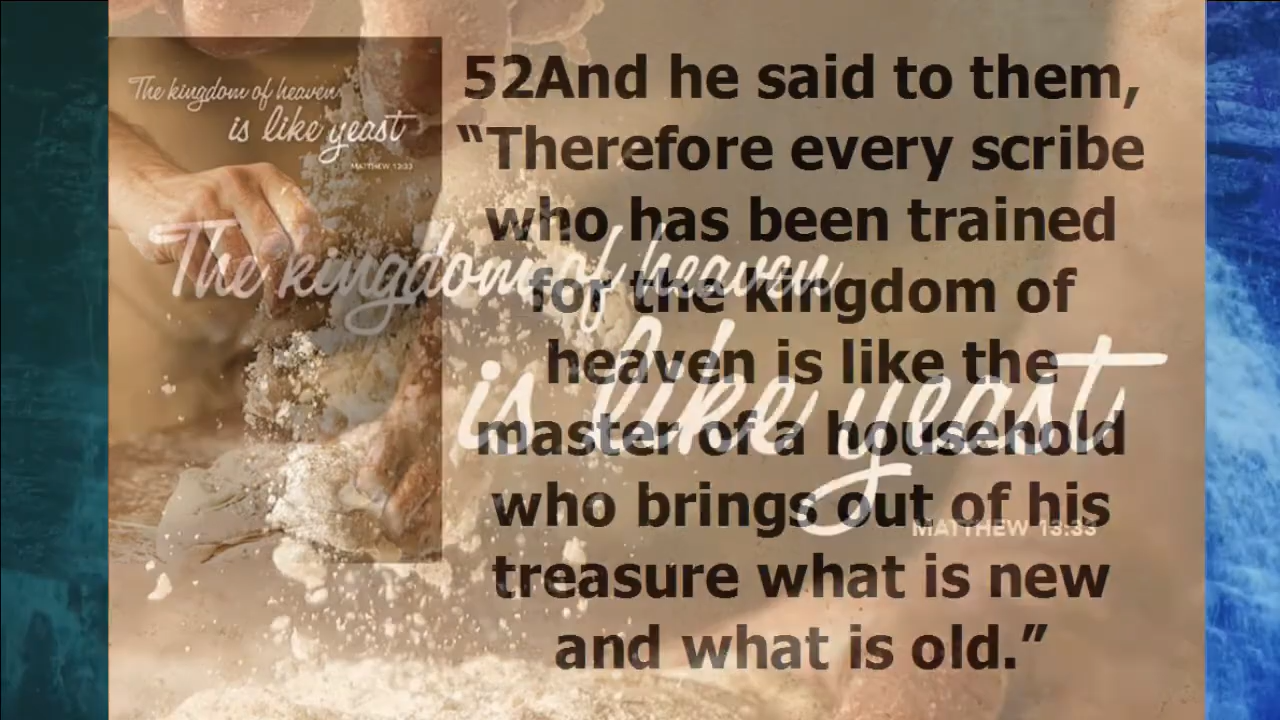 The kingdom of heaven
is like yeast
MATTHEW 13:33
52And he said to them,
“Therefore every scribe
who has been trained
for the kingdom of
heaven is like the
master of a household
who brings out of his
treasure what is new
and what is old.”
The kingdom of heaven
is like yeast
MATTHEW 13:33